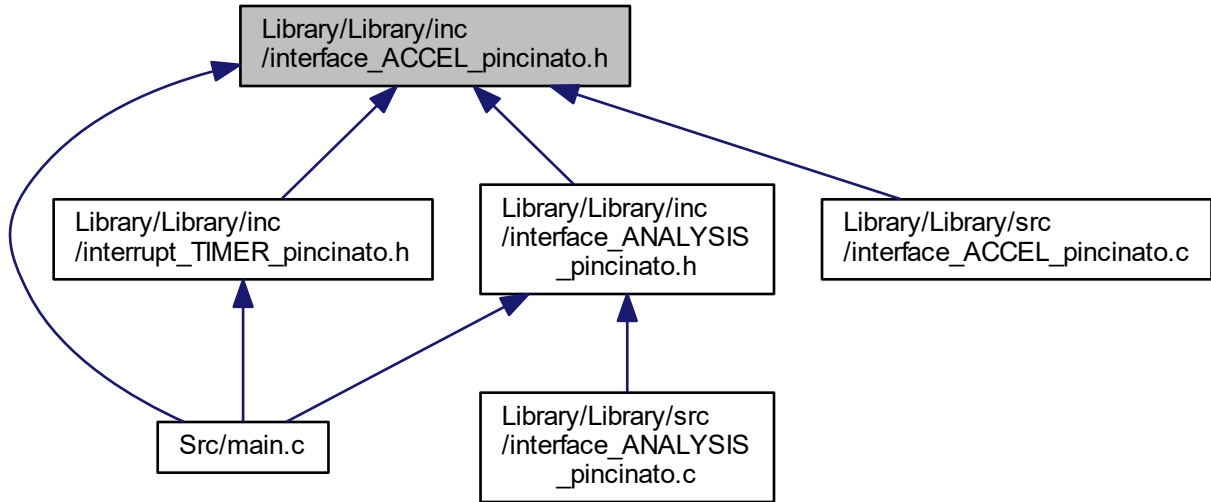 Library/Library/inc
/interface_ACCEL_pincinato.h
Library/Library/inc
/interrupt_TIMER_pincinato.h
Library/Library/inc
/interface_ANALYSIS
_pincinato.h
Library/Library/src
/interface_ACCEL_pincinato.c
Src/main.c
Library/Library/src
/interface_ANALYSIS
_pincinato.c